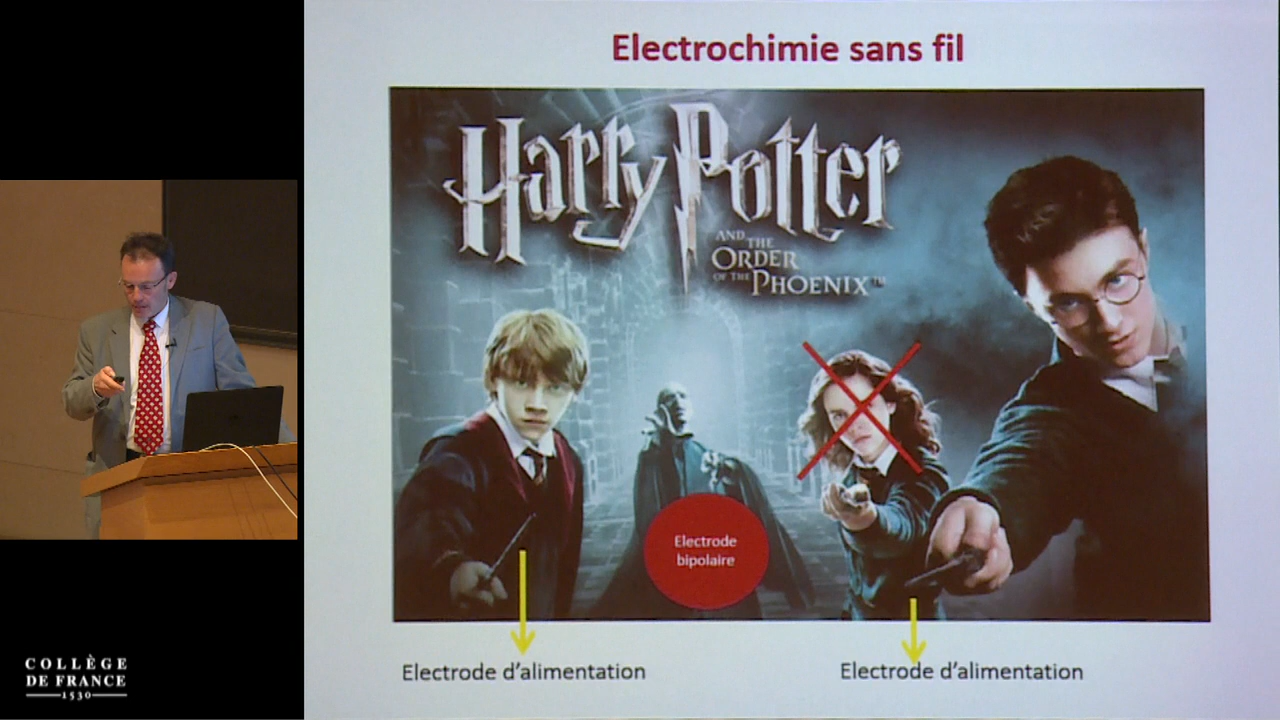 Electrochimie sans fil
Harry Potter
AND THE
ORDER
OF THE PHOENIX™
Electrode
bipolaire
Electrode d'alimentation
Electrode d'alimentation
COLLÈGE
DE FRANCE
1530